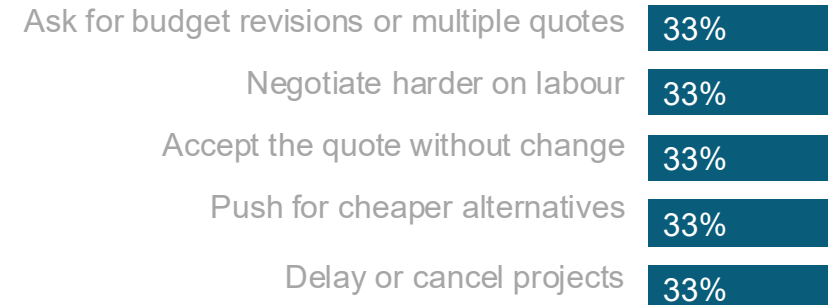 Ask for budget revisions or multiple quotes 33%
Negotiate harder on labour 33%
Accept the quote without change 33%
Push for cheaper alternatives 33%
Delay or cancel projects 33%